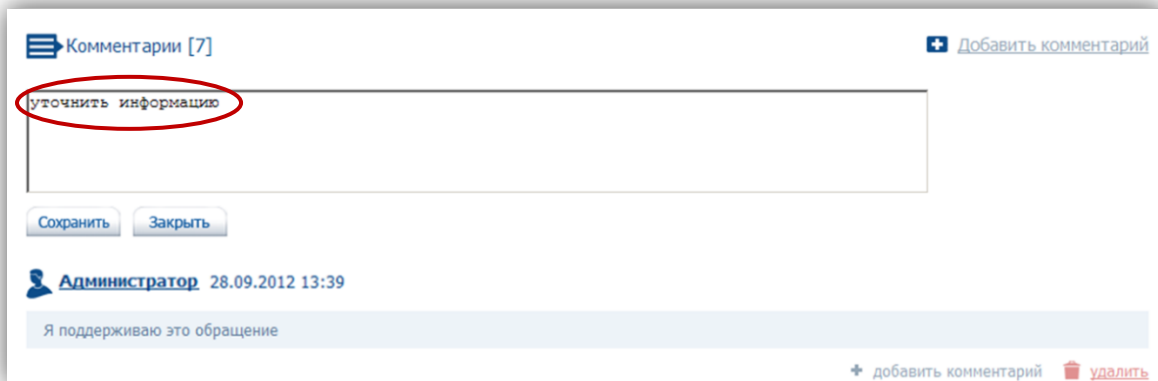 Комментарии [7] Добавить комментарий
уточнить информацию
Сохранить Закрыть
Администратор 28.09.2012 13:39
Я поддерживаю это обращение
добавить комментарий удалить